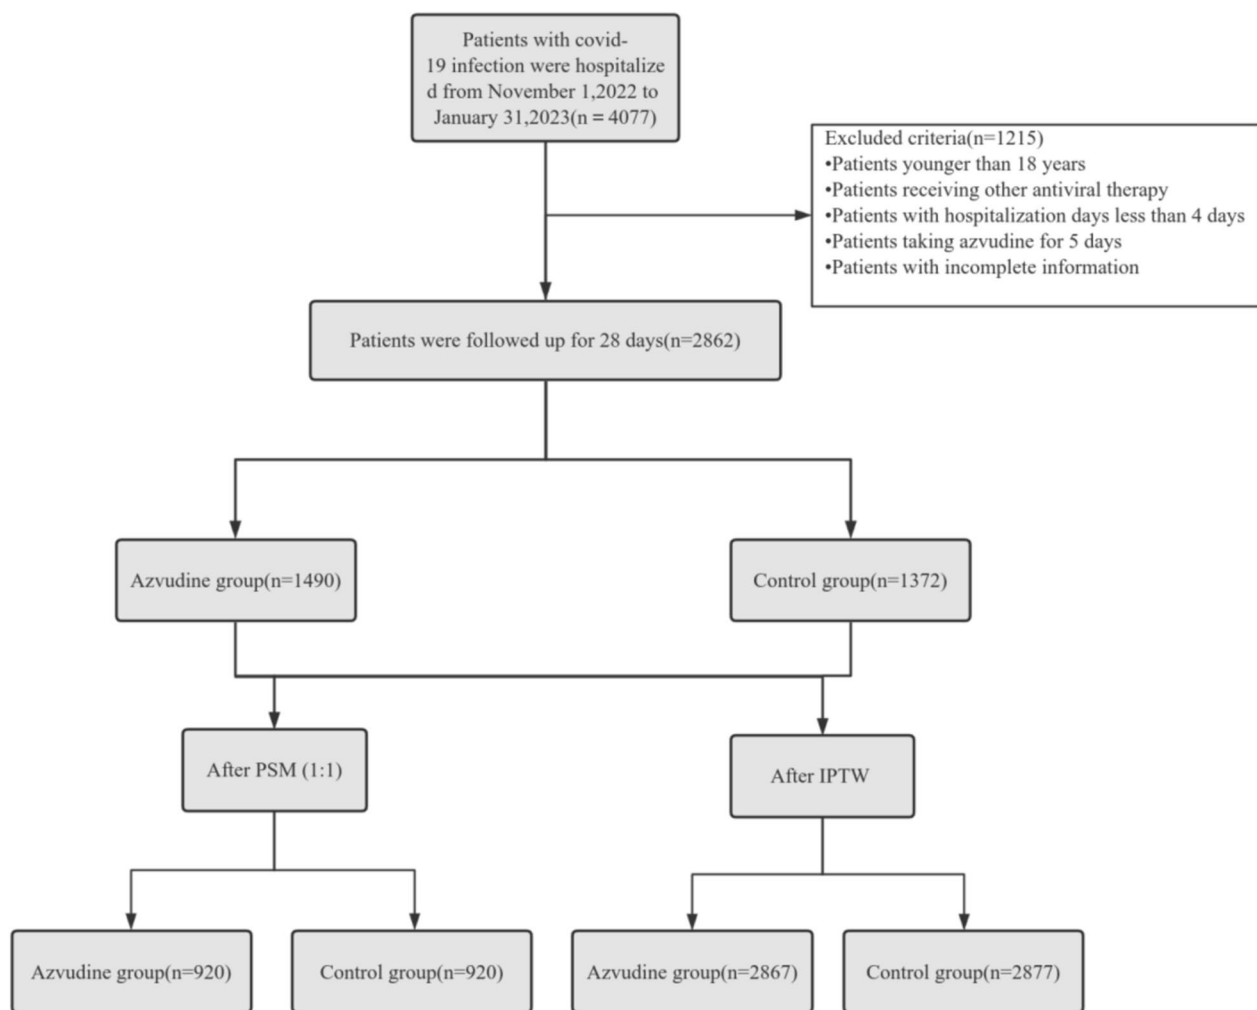 Patients with covid-
19 infection were hospitalize
d from November 1,2022 to
January 31,2023(n = 4077)
Excluded criteria(n=1215)
•Patients younger than 18 years
•Patients receiving other antiviral therapy
•Patients with hospitalization days less than 4 days
•Patients taking azvudine for 5 days
•Patients with incomplete information
Patients were followed up for 28 days(n=2862)
Azvudine group(n=1490)
Control group(n=1372)
After PSM (1:1)
After IPTW
Azvudine group(n=920)
Control group(n=920)
Azvudine group(n=2867)
Control group(n=2877)